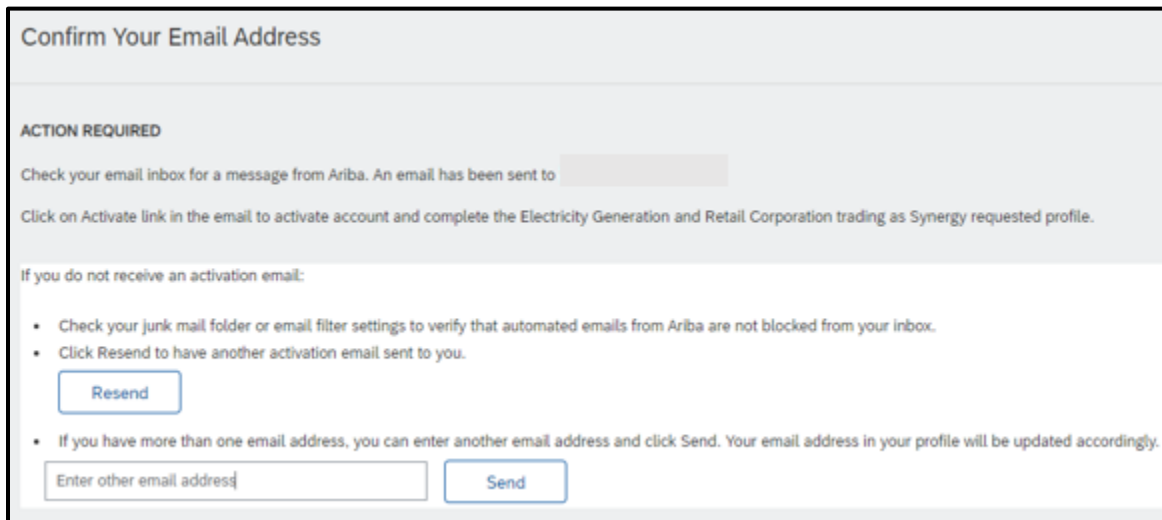 Confirm Your Email Address
ACTION REQUIRED
Check your email inbox for a message from Ariba. An email has been sent to
Click on Activate link in the email to activate account and complete the Electricity Generation and Retail Corporation trading as Synergy requested profile.
If you do not receive an activation email:
• Check your junk mail folder or email filter settings to verify that automated emails from Ariba are not blocked from your inbox.
• Click Resend to have another activation email sent to you.
Resend
• If you have more than one email address, you can enter another email address and click Send. Your email address in your profile will be updated accordingly.
Enter other email address Send